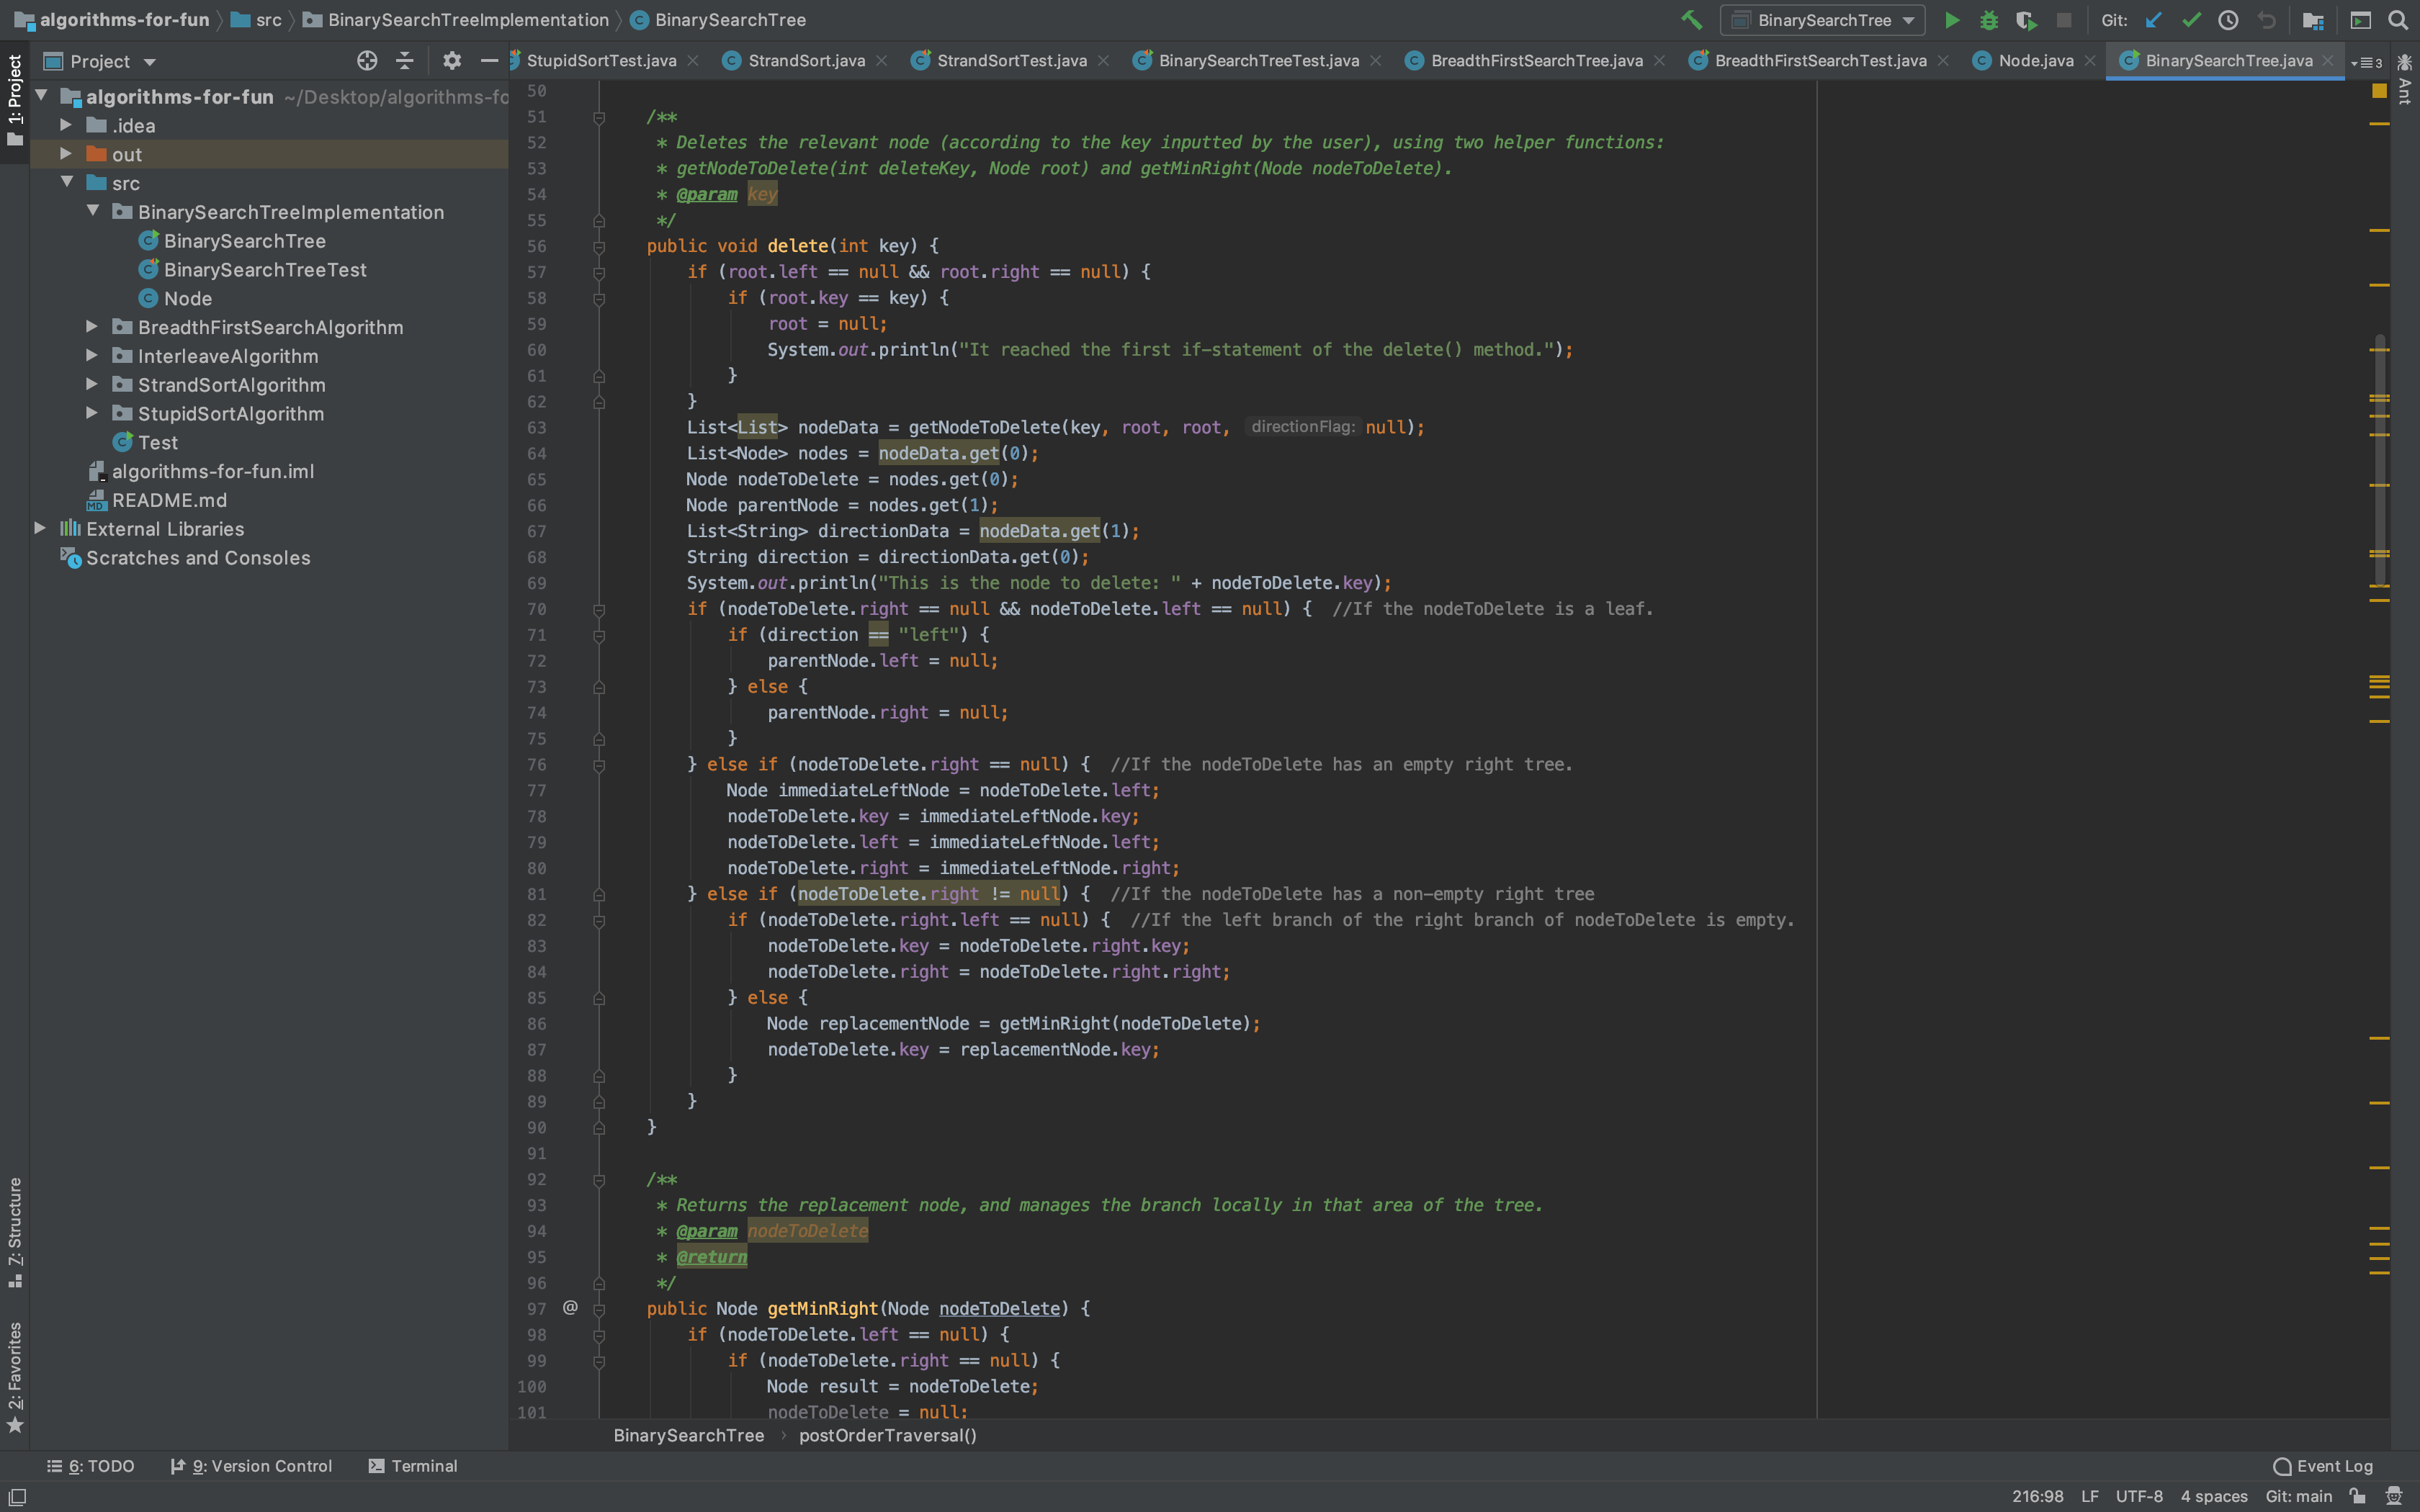 algorithms-for-fun src BinarySearchTreeImplementation BinarySearchTree
BinarySearchTree Git:
Project
StupidSortTest.java StrandSort.java StrandSortTest.java BinarySearchTreeTest.java BreadthFirstSearchTree.java BreadthFirstSearchTest.java Node.java BinarySearchTree.java 3
1: Project
Ant
algorithms-for-fun ~/Desktop/algorithms-fo
.idea
out
src
BinarySearchTreeImplementation
BinarySearchTree
BinarySearchTreeTest
Node
BreadthFirstSearchAlgorithm
InterleaveAlgorithm
StrandSortAlgorithm
StupidSortAlgorithm
Test
algorithms-for-fun.iml
README.md
External Libraries
Scratches and Consoles
7: Structure
2: Favorites
50
51 /**
52 * Deletes the relevant node (according to the key inputted by the user), using two helper functions:
53 * getNodeToDelete(int deleteKey, Node root) and getMinRight(Node nodeToDelete).
54 * @param key
55 */
56 public void delete(int key) {
57 if (root.left == null && root.right == null) {
58 if (root.key == key) {
59 root = null;
60 System.out.println("It reached the first if-statement of the delete() method.");
61 }
62 }
63 List<List> nodeData = getNodeToDelete(key, root, root, directionFlag: null);
64 List<Node> nodes = nodeData.get(0);
65 Node nodeToDelete = nodes.get(0);
66 Node parentNode = nodes.get(1);
67 List<String> directionData = nodeData.get(1);
68 String direction = directionData.get(0);
69 System.out.println("This is the node to delete: " + nodeToDelete.key);
70 if (nodeToDelete.right == null && nodeToDelete.left == null) { //If the nodeToDelete is a leaf.
71 if (direction == "left") {
72 parentNode.left = null;
73 } else {
74 parentNode.right = null;
75 }
76 } else if (nodeToDelete.right == null) { //If the nodeToDelete has an empty right tree.
77 Node immediateLeftNode = nodeToDelete.left;
78 nodeToDelete.key = immediateLeftNode.key;
79 nodeToDelete.left = immediateLeftNode.left;
80 nodeToDelete.right = immediateLeftNode.right;
81 } else if (nodeToDelete.right != null) { //If the nodeToDelete has a non-empty right tree
82 if (nodeToDelete.right.left == null) { //If the left branch of the right branch of nodeToDelete is empty.
83 nodeToDelete.key = nodeToDelete.right.key;
84 nodeToDelete.right = nodeToDelete.right.right;
85 } else {
86 Node replacementNode = getMinRight(nodeToDelete);
87 nodeToDelete.key = replacementNode.key;
88 }
89 }
90 }
91
92 /**
93 * Returns the replacement node, and manages the branch locally in that area of the tree.
94 * @param nodeToDelete
95 * @return
96 */
97 @ public Node getMinRight(Node nodeToDelete) {
98 if (nodeToDelete.left == null) {
99 if (nodeToDelete.right == null) {
100 Node result = nodeToDelete;
101 nodeToDelete = null;
BinarySearchTree postOrderTraversal()
6: TODO 9: Version Control Terminal Event Log
216:98 LF UTF-8 4 spaces Git: main